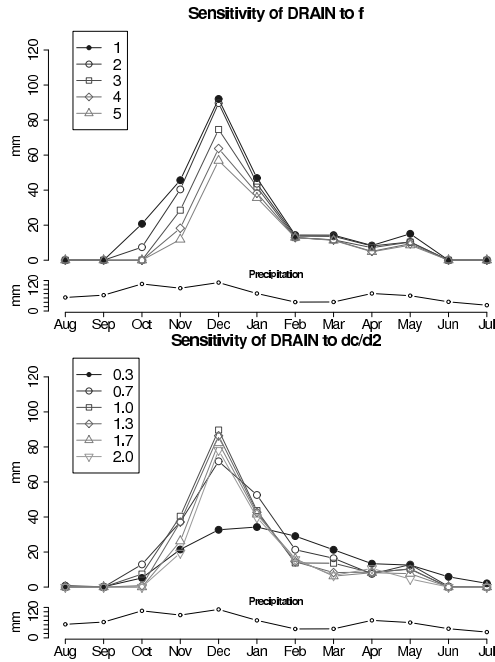 Sensitivity of DRAIN to f
120
100
80
60
40
20
0
mm
1
2
3
4
5
Precipitation
120
0
mm
Aug Sep Oct Nov Dec Jan Feb Mar Apr May Jun Jul
Sensitivity of DRAIN to dc/d2
120
100
80
60
40
20
0
mm
0.3
0.7
1.0
1.3
1.7
2.0
Precipitation
120
0
mm
Aug Sep Oct Nov Dec Jan Feb Mar Apr May Jun Jul